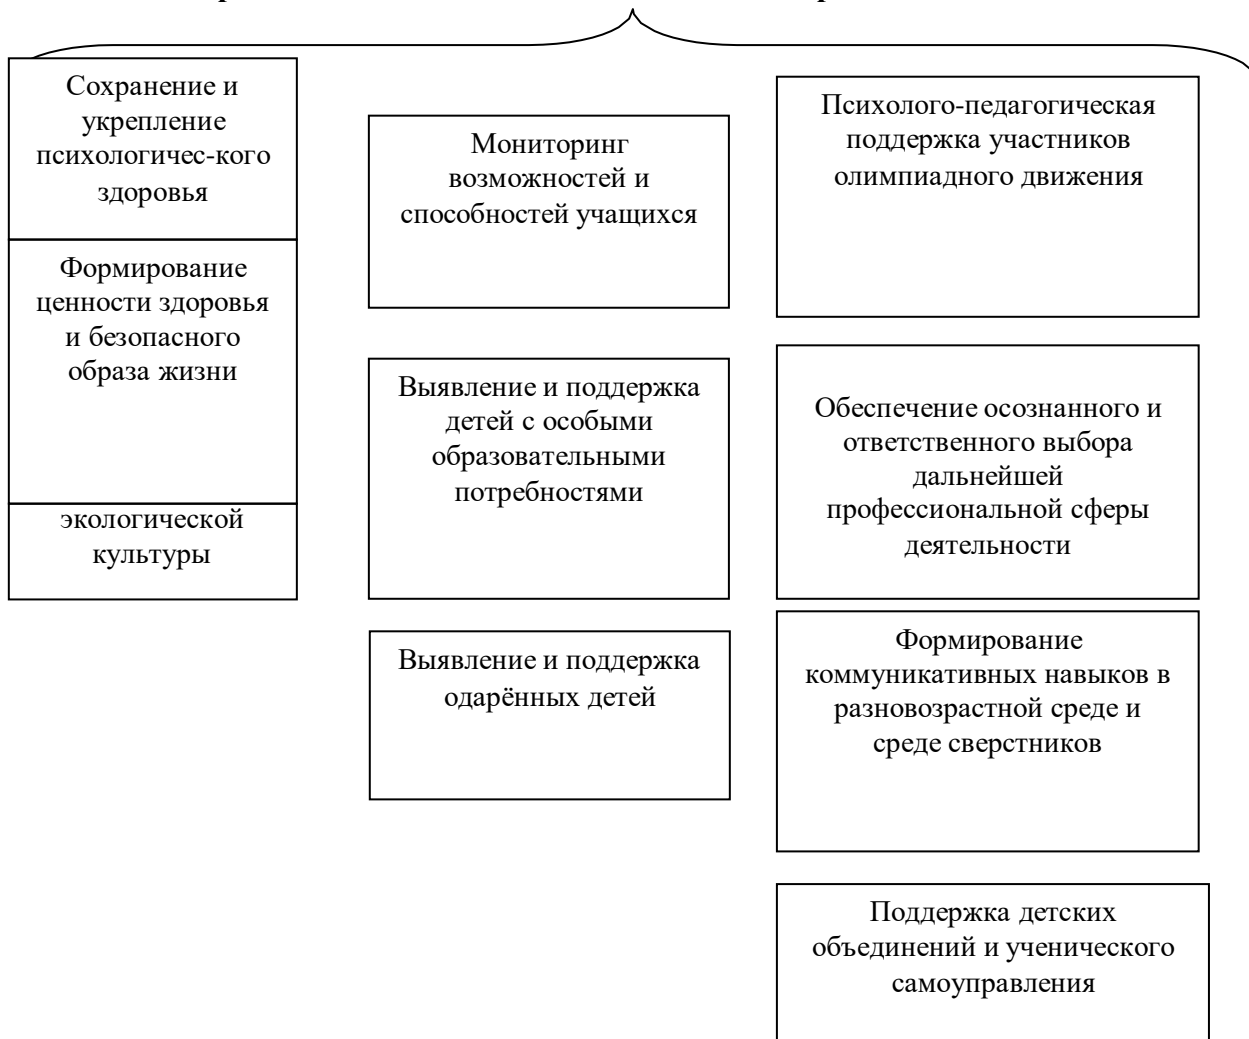 Сохранение и
укрепление
психологичес-кого
здоровья
Формирование
ценности здоровья
и безопасного
образа жизни
экологической
культуры
Мониторинг
возможностей и
способностей учащихся
Выявление и поддержка
детей с особыми
образовательными
потребностями
Выявление и поддержка
одарённых детей
Психолого-педагогическая
поддержка участников
олимпиадного движения
Обеспечение осознанного и
ответственного выбора
дальнейшей
профессиональной сферы
деятельности
Формирование
коммуникативных навыков в
разновозрастной среде и
среде сверстников
Поддержка детских
объединений и ученического
самоуправления